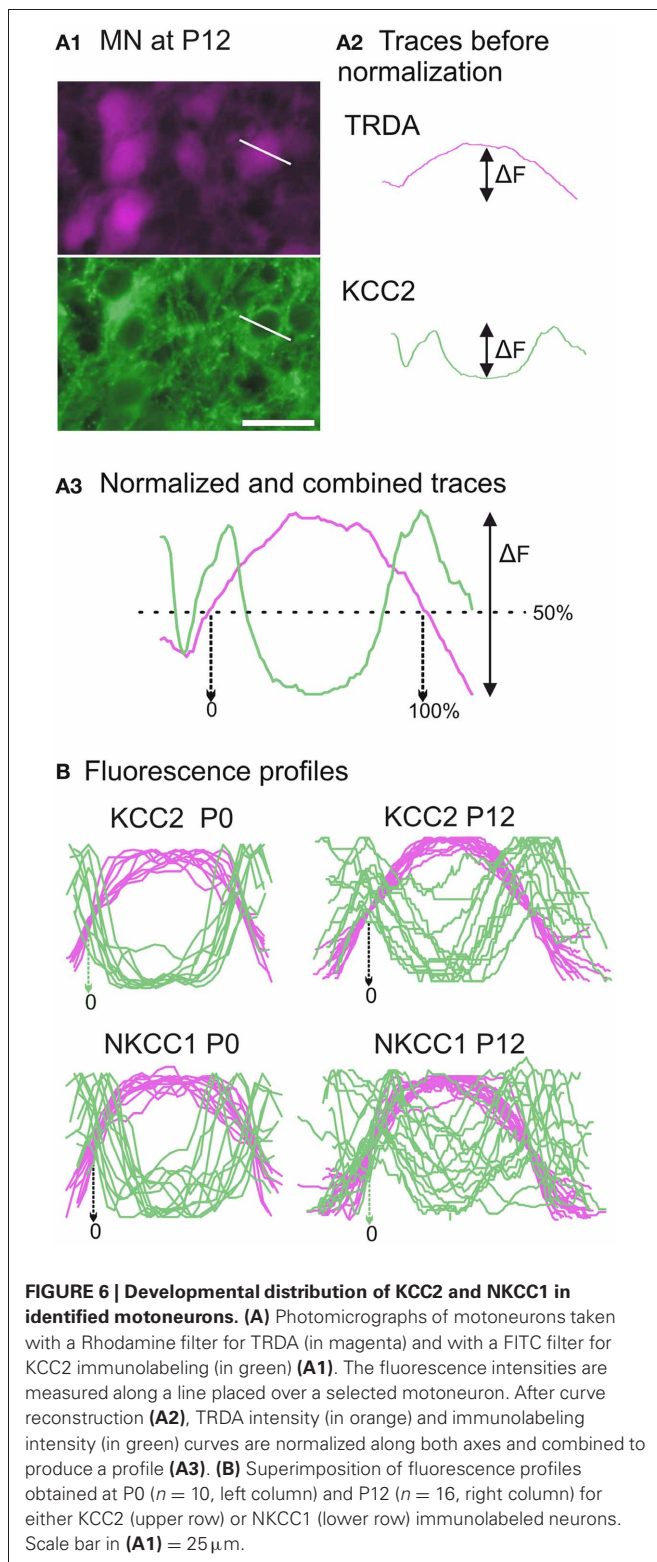 A1 MN at P12
A2 Traces before
normalization
TRDA
ΔF
KCC2
ΔF
A3 Normalized and combined traces
ΔF
50%
0
100%
B Fluorescence profiles
KCC2 P0
KCC2 P12
0
0
NKCC1 P0
NKCC1 P12
0
0
FIGURE 6 | Developmental distribution of KCC2 and NKCC1 in
identified motoneurons. (A) Photomicrographs of motoneurons taken
with a Rhodamine filter for TRDA (in magenta) and with a FITC filter for
KCC2 immunolabeling (in green) (A1). The fluorescence intensities are
measured along a line placed over a selected motoneuron. After curve
reconstruction (A2), TRDA intensity (in orange) and immunolabeling
intensity (in green) curves are normalized along both axes and combined to
produce a profile (A3). (B) Superimposition of fluorescence profiles
obtained at P0 (n = 10, left column) and P12 (n = 16, right column) for
either KCC2 (upper row) or NKCC1 (lower row) immunolabeled neurons.
Scale bar in (A1) = 25 μm.